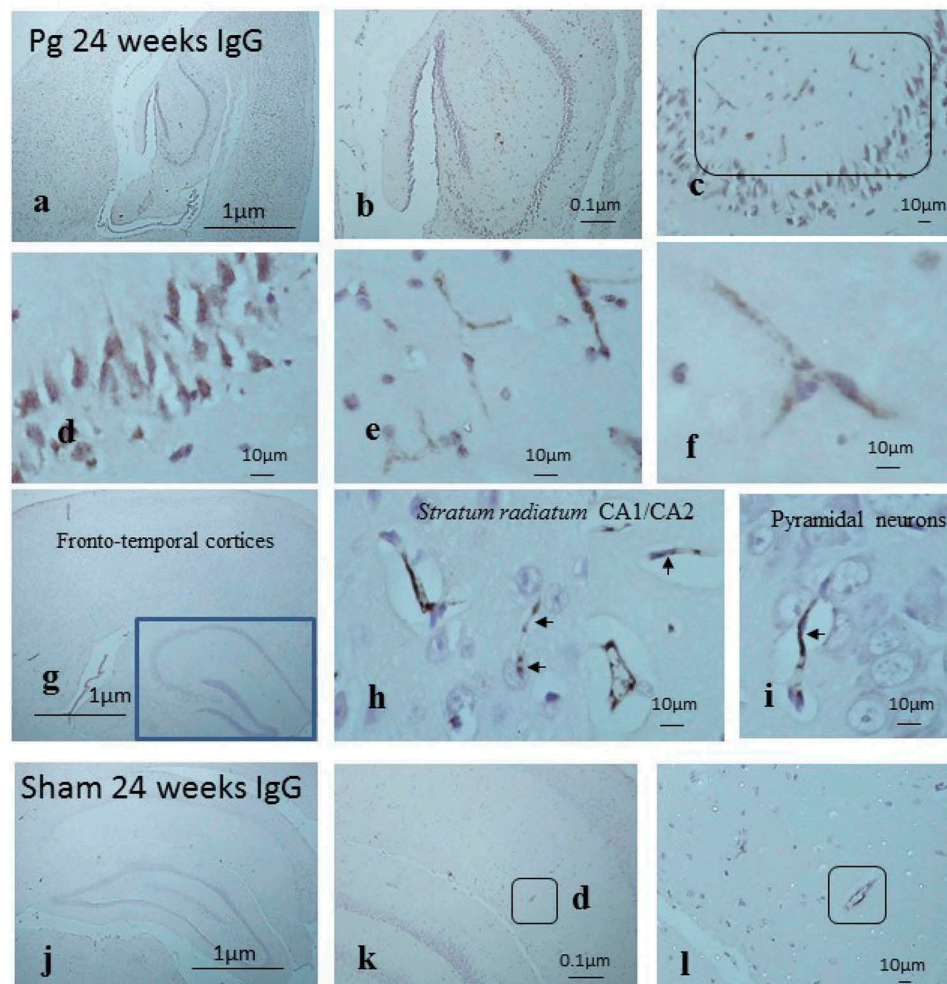 Pg 24 weeks IgG
a
1µm
b
0.1µm
c
10µm
d
10µm
e
10µm
f
10µm
Fronto-temporal cortices
g
1µm
Stratum radiatum CA1/CA2
h
10µm
Pyramidal neurons
i
10µm
Sham 24 weeks IgG
j
1µm
k
d
0.1µm
l
10µm